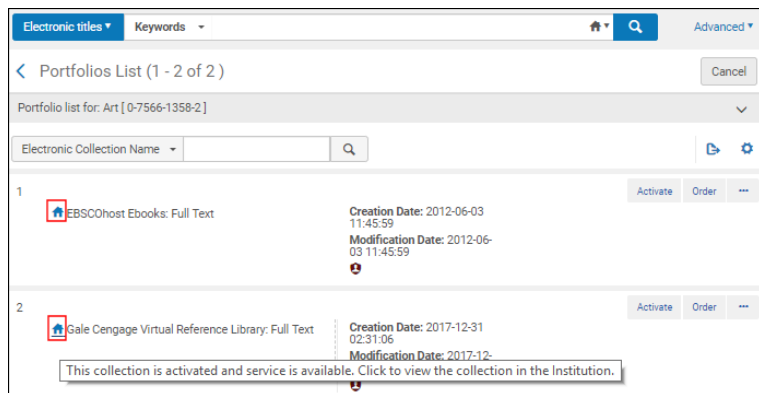 Electronic titles Keywords Advanced
Portfolios List (1 - 2 of 2 ) Cancel
Portfolio list for: Art [ 0-7566-1358-2 ]
Electronic Collection Name
1 Activate Order
EBSCOhost Ebooks: Full Text Creation Date: 2012-06-03
11:45:59
Modification Date: 2012-06-
03 11:45:59
2 Activate Order
Gale Cengage Virtual Reference Library: Full Text Creation Date: 2017-12-31
02:31:06
Modification Date: 2017-12-
This collection is activated and service is available. Click to view the collection in the Institution.